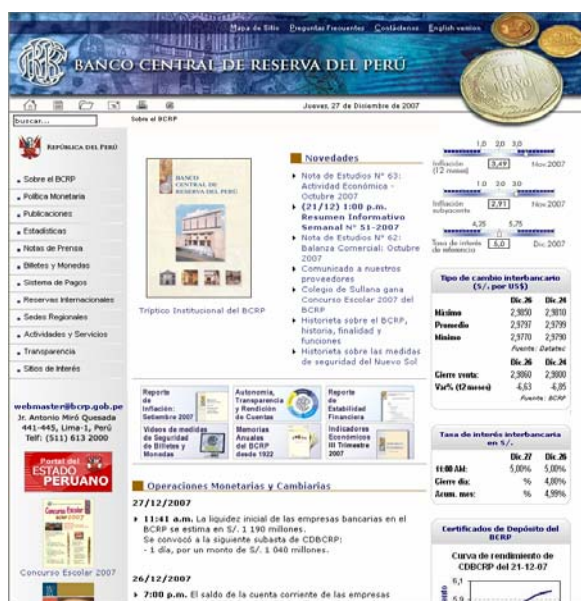 Mapa de Sitio Preguntas Frecuentes Contáctenos English version
BANCO CENTRAL DE RESERVA DEL PERÚ
Jueves, 27 de Diciembre de 2007
buscar...
Sobre el BCRP
REPÚBLICA DEL PERÚ
Sobre el BCRP
Política Monetaria
Publicaciones
Estadísticas
Notas de Prensa
Billetes y Monedas
Sistema de Pagos
Reservas Internacionales
Sedes Regionales
Actividades y Servicios
Transparencia
Sitios de Interés
webmaster@bcrp.gob.pe
Jr. Antonio Miró Quesada
441-445, Lima-1, Perú
Telf: (511) 613 2000
Portal del
ESTADO
PERUANO
Concurso Escolar
BCRP 2007
Concurso Escolar 2007
BANCO
CENTRAL DE
RESERVA DEL
PERÚ
Tríptico Institucional del BCRP
Novedades
Nota de Estudios N° 63:
Actividad Económica -
Octubre 2007
(21/12) 1:00 p.m.
Resumen Informativo
Semanal N° 51-2007
Nota de Estudios N° 62:
Balanza Comercial: Octubre
2007
Comunicado a nuestros
proveedores
Colegio de Sullana gana
Concurso Escolar 2007 del
BCRP
Historieta sobre el BCRP,
historia, finalidad y
funciones
Historieta sobre las medidas
de seguridad del Nuevo Sol
Reporte
de
Inflación:
Setiembre 2007
Autonomía,
Transparencia
y Rendición
de Cuentas
Reporte
de
Estabilidad
Financiera
Videos de medidas
de Seguridad
de Billetes y
Monedas
Memorias
Anuales
del BCRP
desde 1922
Indicadores
Económicos
III Trimestre
2007
Operaciones Monetarias y Cambiarias
27/12/2007
11:41 a.m. La liquidez inicial de las empresas bancarias en el
BCRP se estima en S/. 1 190 millones.
Se convocó a la siguiente subasta de CDBCRP:
- 1 día, por un monto de S/. 1 040 millones.
26/12/2007
7:00 p.m. El saldo de la cuenta corriente de las empresas
1,0 2,0 3,0
Inflación 3,49 Nov.2007
(12 meses)
1,0 2,0 3,0
Inflación 2,91 Nov.2007
subyacente
4,25 5,75
Tasa de interés 5,0 Dic.2007
de referencia
Tipo de cambio interbancario
(S/. por US$)
Dic.26 Dic.24
Máximo 2,9850 2,9810
Promedio 2,9797 2,9799
Mínimo 2,9770 2,9790
Fuente: Datatec
Dic.26 Dic.24
Cierre venta: 2,9860 2,9800
Var% (12 meses) -6,63 -6,85
Fuente: BCRP
Tasa de interés interbancaria
en S/.
Dic.27 Dic.26
11:00 AM: 5,00% 5,00%
Cierre día: % 4,80%
Acum. mes: % 4,99%
Certificados de Depósito del
BCRP
Curva de rendimiento de
CDBCRP del 21-12-07
6,1
5,9